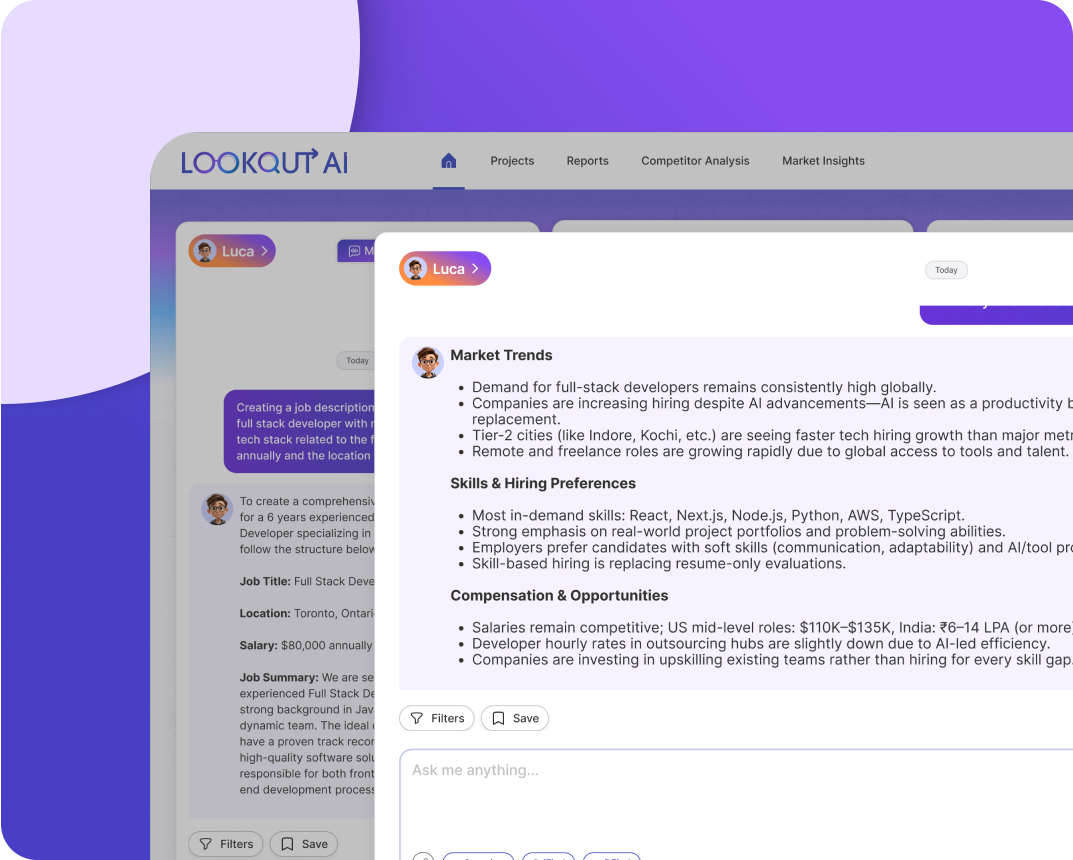 LOOKOUT AI
Projects
Reports
Competitor Analysis
Market Insights
Luca
Today
Creating a job description
full stack developer with
tech stack related to the
annually and the location
To create a comprehensiv
for a 6 years experienced
Developer specializing in
follow the structure below
Job Title: Full Stack Deve
Location: Toronto, Ontari
Salary: $80,000 annually
Job Summary: We are se
experienced Full Stack De
strong background in Jav
dynamic team. The ideal
have a proven track recor
high-quality software solu
responsible for both front
end development process
Filters
Save
Luca
Today
Market Trends
• Demand for full-stack developers remains consistently high globally.
• Companies are increasing hiring despite AI advancements—AI is seen as a productivity b
replacement.
• Tier-2 cities (like Indore, Kochi, etc.) are seeing faster tech hiring growth than major metr
• Remote and freelance roles are growing rapidly due to global access to tools and talent.
Skills & Hiring Preferences
• Most in-demand skills: React, Next.js, Node.js, Python, AWS, TypeScript.
• Strong emphasis on real-world project portfolios and problem-solving abilities.
• Employers prefer candidates with soft skills (communication, adaptability) and AI/tool pro
• Skill-based hiring is replacing resume-only evaluations.
Compensation & Opportunities
• Salaries remain competitive; US mid-level roles: $110K–$135K, India: ₹6–14 LPA (or more)
• Developer hourly rates in outsourcing hubs are slightly down due to AI-led efficiency.
• Companies are investing in upskilling existing teams rather than hiring for every skill gap.
Filters
Save
Ask me anything...